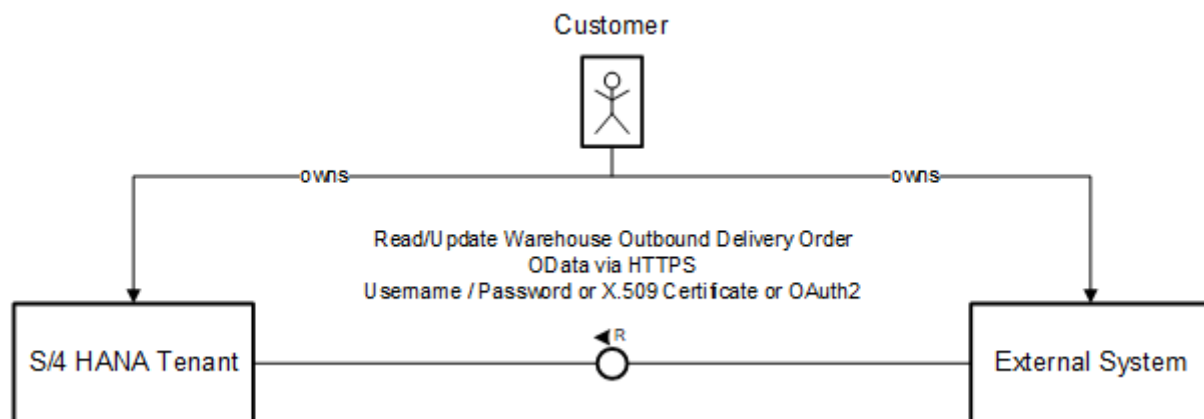 Customer
owns
owns
Read/Update Warehouse Outbound Delivery Order
OData via HTTPS
Username / Password or X.509 Certificate or OAuth2
R
S/4 HANA Tenant
External System